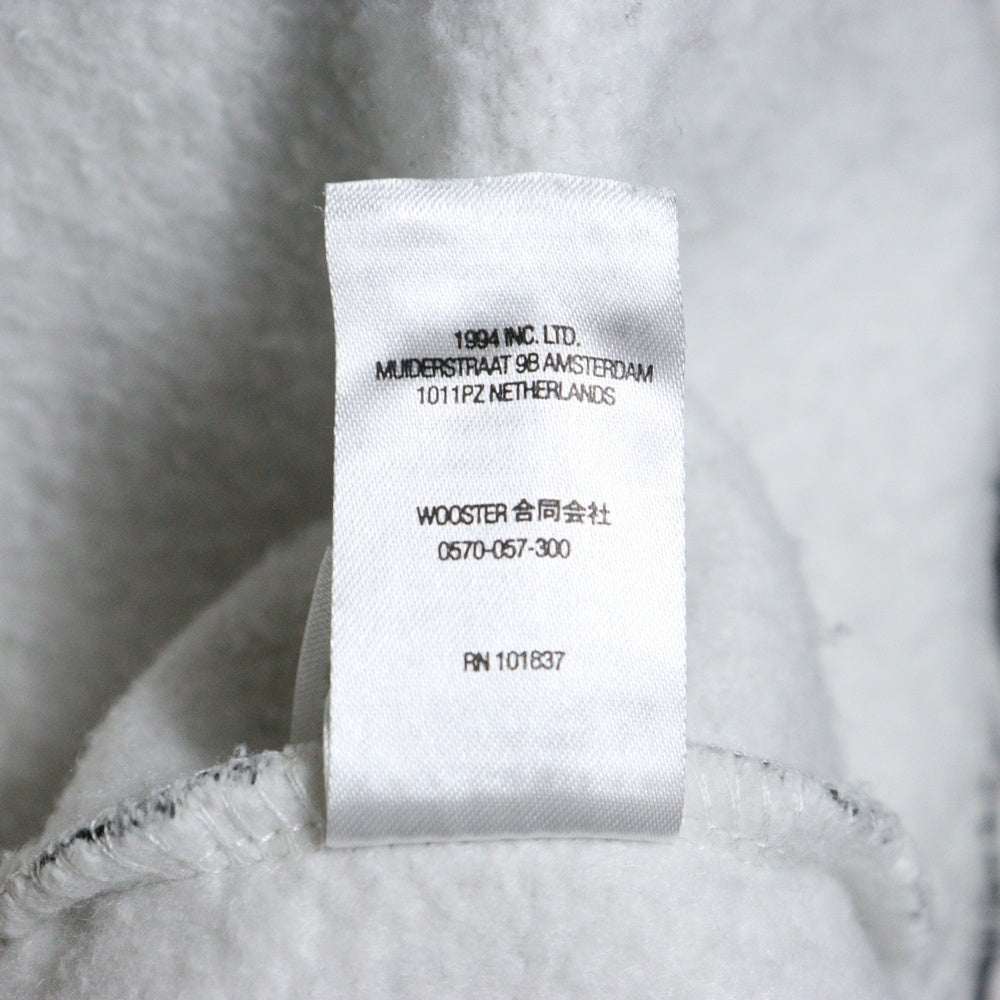 1994 INC. LTD.
MUIDERSTRAAT 9B AMSTERDAM
1011PZ NETHERLANDS
WOOSTER 合同会社
0570-057-300
RN 101837